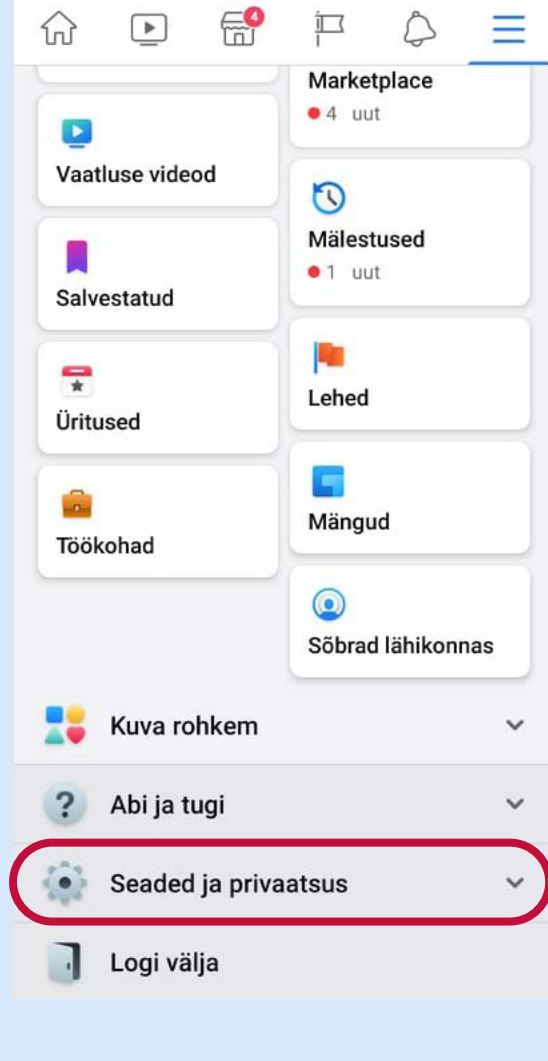 4
Marketplace
4 uut
Vaatluse videod
Mälestused
1 uut
Salvestatud
Lehed
Üritused
Mängud
Töökohad
Sõbrad lähikonnas
Kuva rohkem
? Abi ja tugi
Seaded ja privaatsus
Logi välja